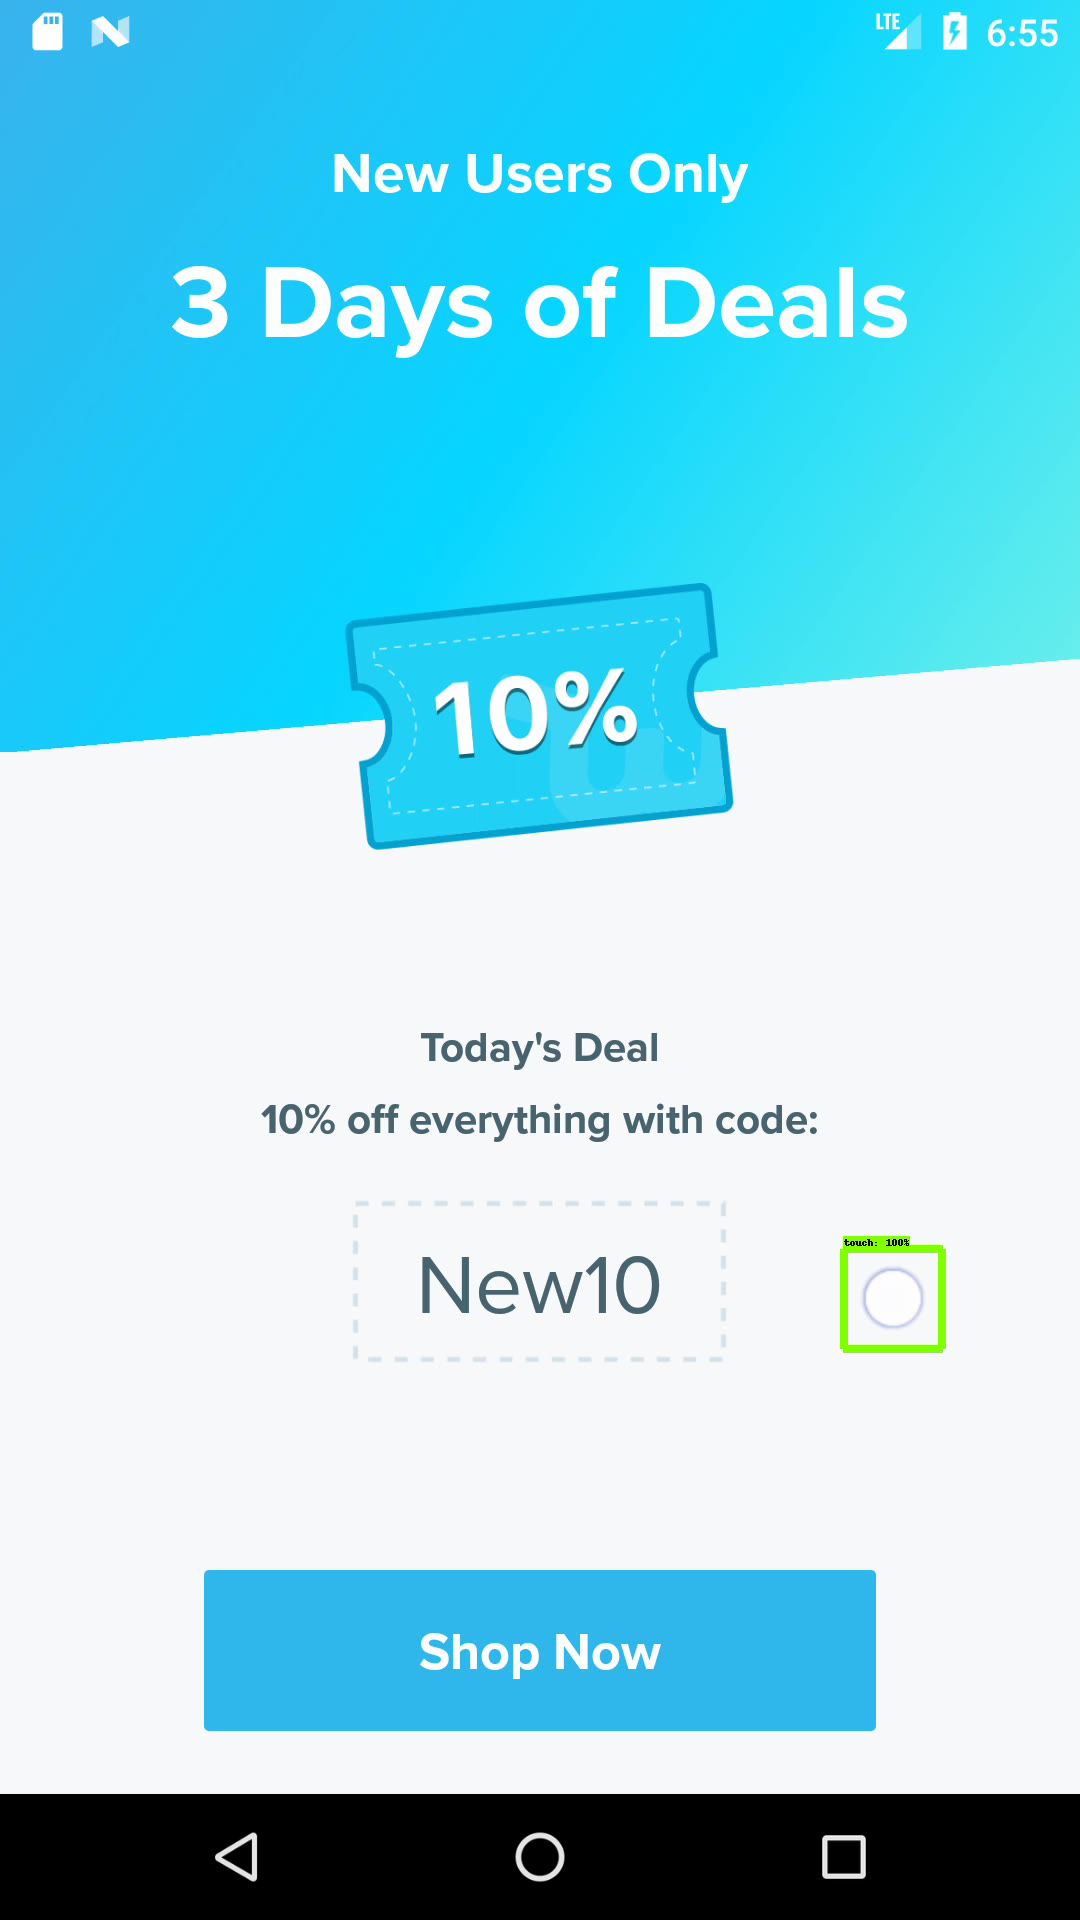 LTE 6:55
New Users Only
3 Days of Deals
10%
Today's Deal
10% off everything with code:
New10
touch: 100%
Shop Now